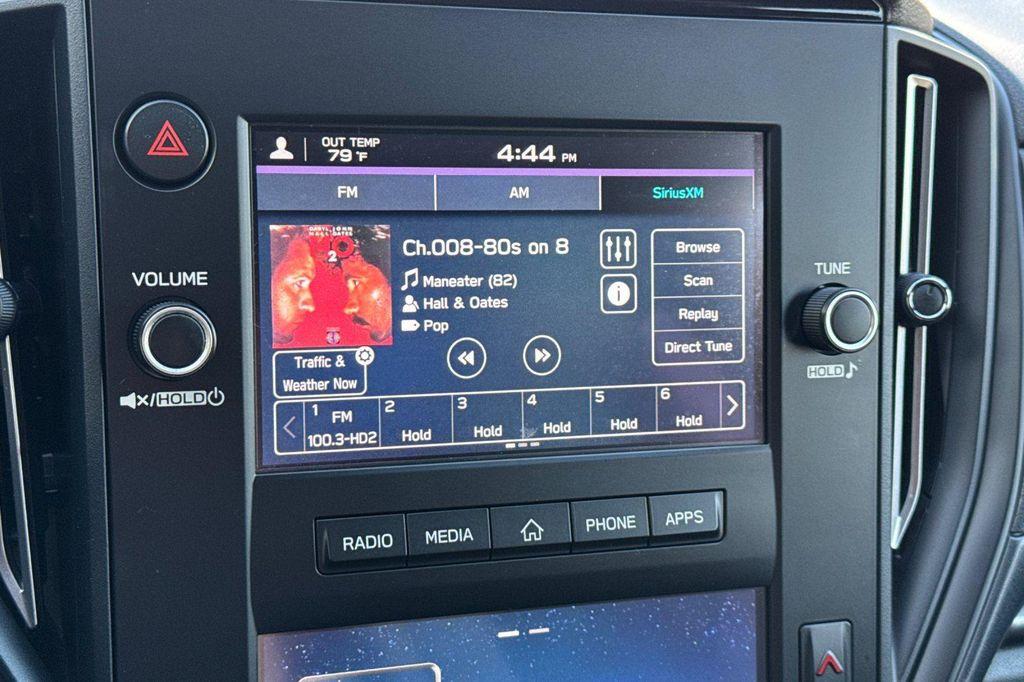 OUT TEMP
79°F
4:44 PM
FM
AM
SiriusXM
DARYL JOHN
HALL OATES
H2O
Ch.008-80s on 8
Maneater (82)
Hall & Oates
Pop
Browse
Scan
Replay
Direct Tune
Traffic &
Weather Now
1 FM
100.3-HD2
2 Hold
3 Hold
4 Hold
5 Hold
6 Hold
VOLUME
/HOLD
TUNE
HOLD
RADIO
MEDIA
PHONE
APPS